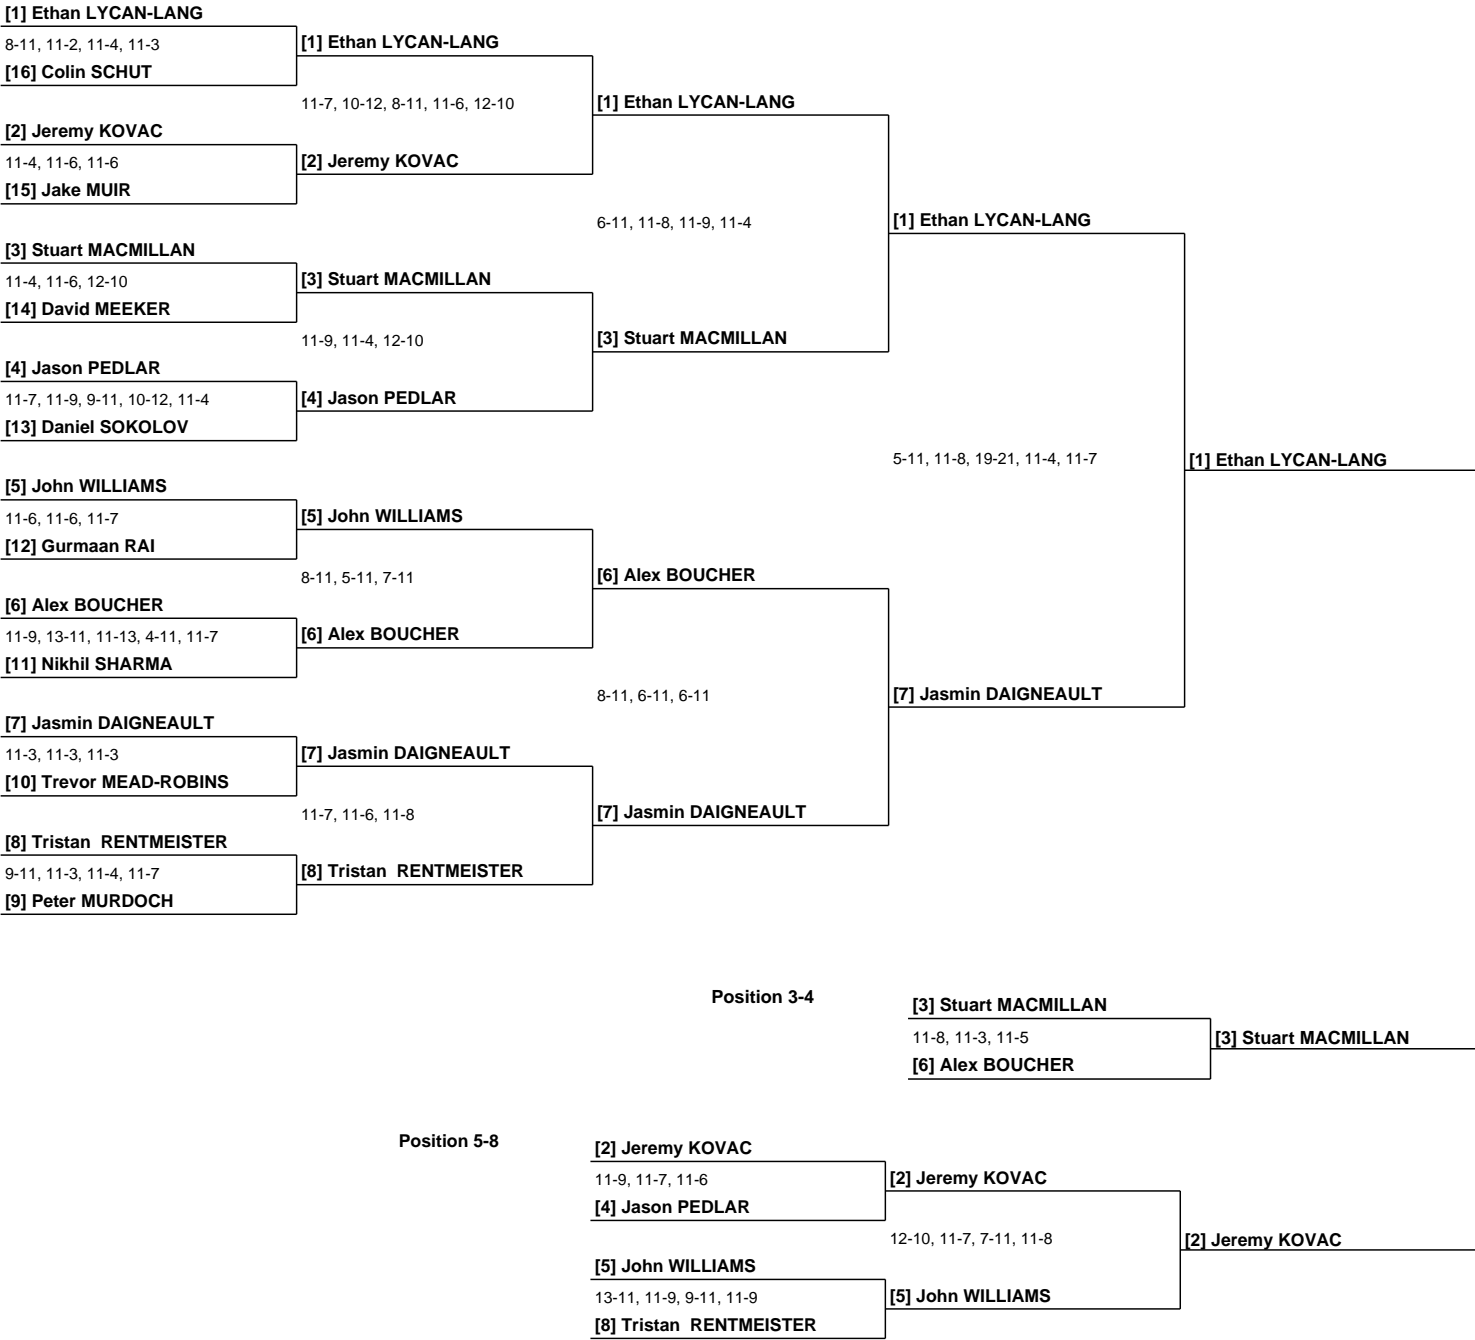 [1] Ethan LYCAN-LANG
8-11, 11-2, 11-4, 11-3
[1] Ethan LYCAN-LANG
[16] Colin SCHUT
11-7, 10-12, 8-11, 11-6, 12-10
[1] Ethan LYCAN-LANG
[2] Jeremy KOVAC
11-4, 11-6, 11-6
[2] Jeremy KOVAC
[15] Jake MUIR
6-11, 11-8, 11-9, 11-4
[1] Ethan LYCAN-LANG
[3] Stuart MACMILLAN
11-4, 11-6, 12-10
[3] Stuart MACMILLAN
[14] David MEEKER
11-9, 11-4, 12-10
[3] Stuart MACMILLAN
[4] Jason PEDLAR
11-7, 11-9, 9-11, 10-12, 11-4
[4] Jason PEDLAR
[13] Daniel SOKOLOV
5-11, 11-8, 19-21, 11-4, 11-7
[1] Ethan LYCAN-LANG
[5] John WILLIAMS
11-6, 11-6, 11-7
[5] John WILLIAMS
[12] Gurmaan RAI
8-11, 5-11, 7-11
[6] Alex BOUCHER
[6] Alex BOUCHER
11-9, 13-11, 11-13, 4-11, 11-7
[6] Alex BOUCHER
[11] Nikhil SHARMA
8-11, 6-11, 6-11
[7] Jasmin DAIGNEAULT
[7] Jasmin DAIGNEAULT
11-3, 11-3, 11-3
[7] Jasmin DAIGNEAULT
[10] Trevor MEAD-ROBINS
11-7, 11-6, 11-8
[7] Jasmin DAIGNEAULT
[8] Tristan  RENTMEISTER
9-11, 11-3, 11-4, 11-7
[8] Tristan  RENTMEISTER
[9] Peter MURDOCH
Position 3-4
[3] Stuart MACMILLAN
11-8, 11-3, 11-5
[3] Stuart MACMILLAN
[6] Alex BOUCHER
Position 5-8
[2] Jeremy KOVAC
11-9, 11-7, 11-6
[2] Jeremy KOVAC
[4] Jason PEDLAR
12-10, 11-7, 7-11, 11-8
[2] Jeremy KOVAC
[5] John WILLIAMS
13-11, 11-9, 9-11, 11-9
[5] John WILLIAMS
[8] Tristan  RENTMEISTER